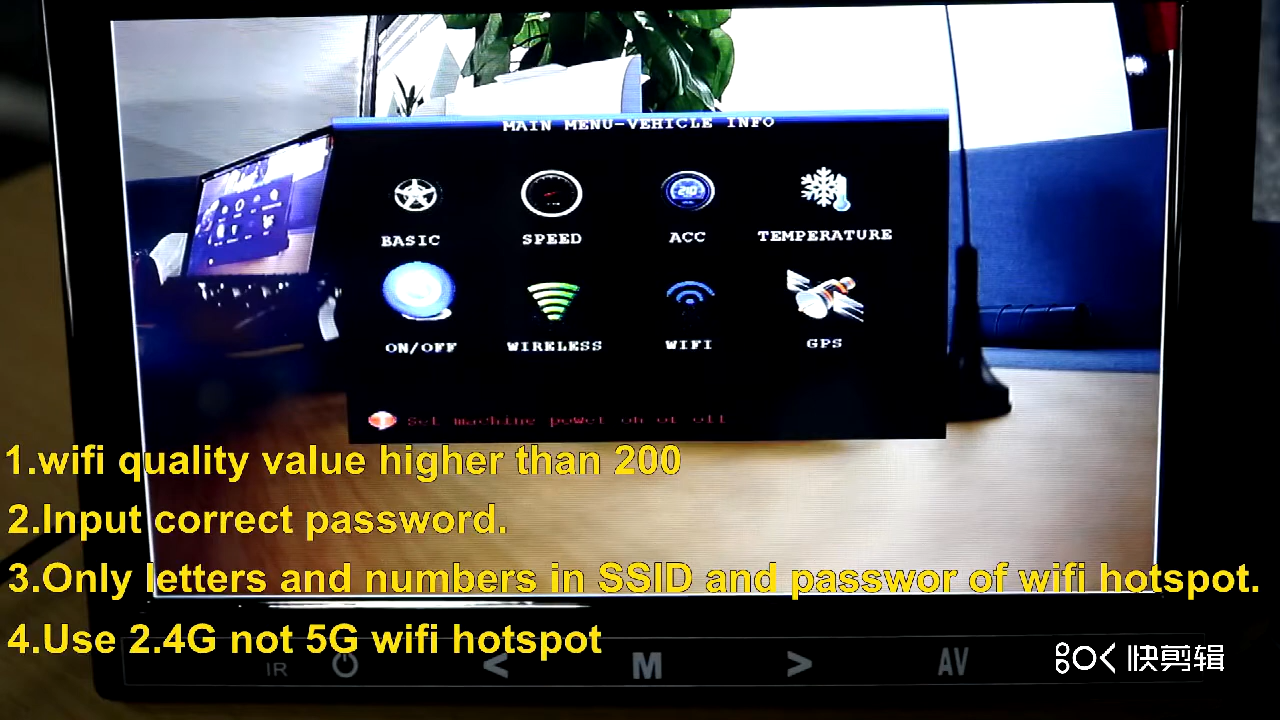 MAIN MENU-VEHICLE INFO
BASIC SPEED ACC TEMPERATURE
ON/OFF WIRELESS WIFI GPS
Set machine power on or off
1.wifi quality value higher than 200
2.Input correct password.
3.Only letters and numbers in SSID and passwor of wifi hotspot.
4.Use 2.4G not 5G wifi hotspot
IR < M > AV
快剪辑